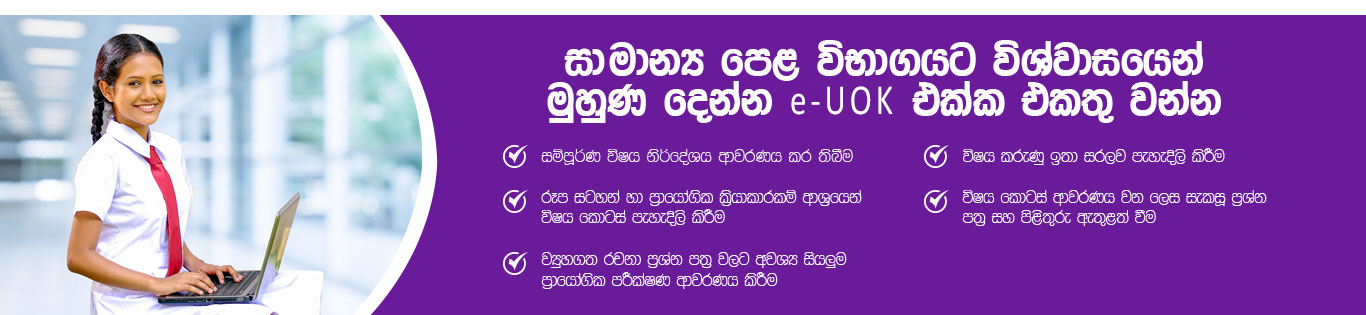 සාමාන්‍ය පෙළ විභාගයට විශ්වාසයෙන්
මුහුණ දෙන්න e-UOK එක්ක එකතු වන්න
සම්පූර්ණ විෂය නිර්දේශය ආවරණය කර තිබීම
රූප සටහන් හා ප්‍රායෝගික ක්‍රියාකාරකම් ආශ්‍රයෙන්
විෂය කොටස් පැහැදිලි කිරීම
ව්‍යුහගත රචනා ප්‍රශ්න පත්‍ර වලට අවශ්‍ය සියලුම
ප්‍රායෝගික පරීක්ෂණ ආවරණය කිරීම
විෂය කරුණු ඉතා සරලව පැහැදිලි කිරීම
විෂය කොටස් ආවරණය වන ලෙස සැකසූ ප්‍රශ්න
පත්‍ර සහ පිළිතුරු ඇතුළත් වීම